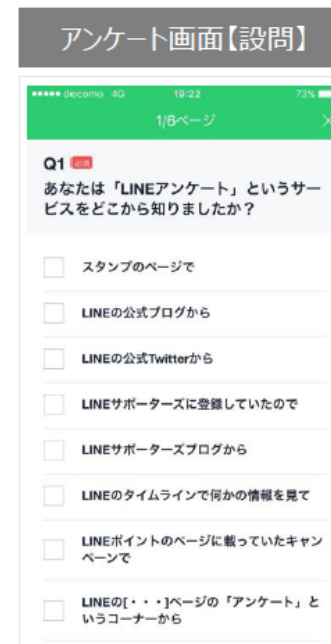 アンケート画面【設問】
docomo 4G 19:22 73%
1/6ページ ×
Q1 必須
あなたは「LINEアンケート」というサー
ビスをどこから知りましたか？
スタンプのページで
LINEの公式ブログから
LINEの公式Twitterから
LINEサポーターズに登録していたので
LINEサポーターズブログから
LINEのタイムラインで何かの情報を見て
LINEポイントのページに載っていたキャン
ペーンで
LINEの[・・・]ページの「アンケート」と
いうコーナーから